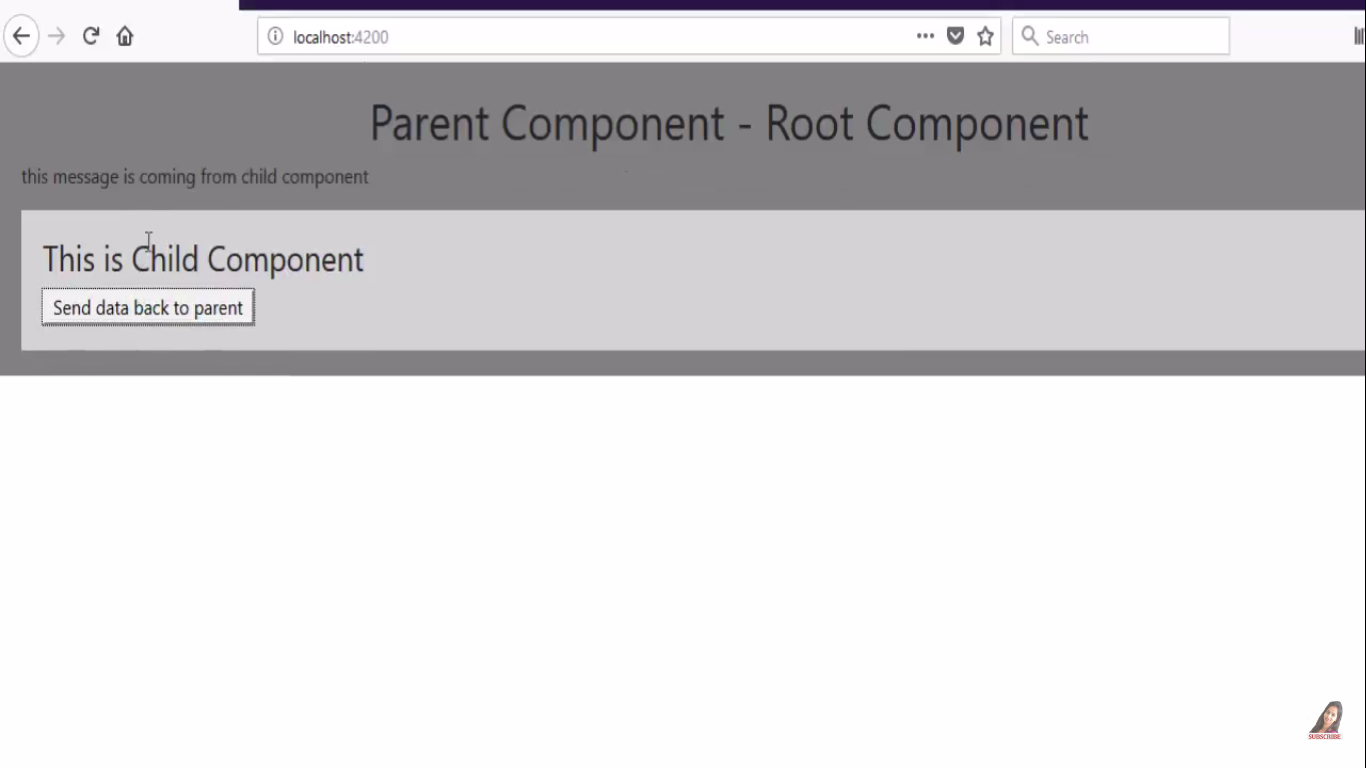 localhost:4200
Search
Parent Component - Root Component
this message is coming from child component
This is Child Component
Send data back to parent
SUBSCRIBE